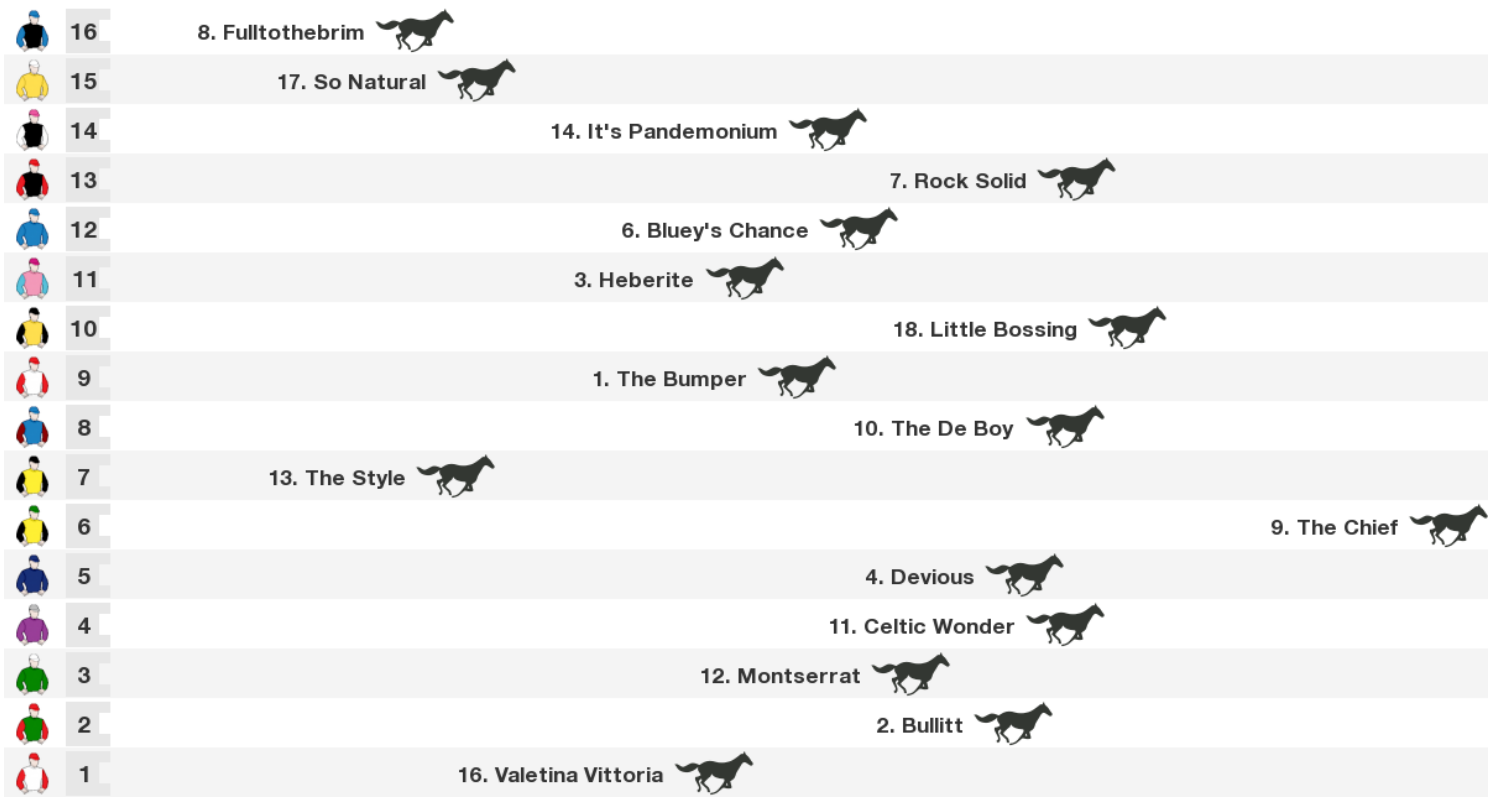 16 8. Fulltothebrim
15 17. So Natural
14 14. It's Pandemonium
13 7. Rock Solid
12 6. Bluey's Chance
11 3. Heberite
10 18. Little Bossing
9 1. The Bumper
8 10. The De Boy
7 13. The Style
6 9. The Chief
5 4. Devious
4 11. Celtic Wonder
3 12. Montserrat
2 2. Bullitt
1 16. Valetina Vittoria